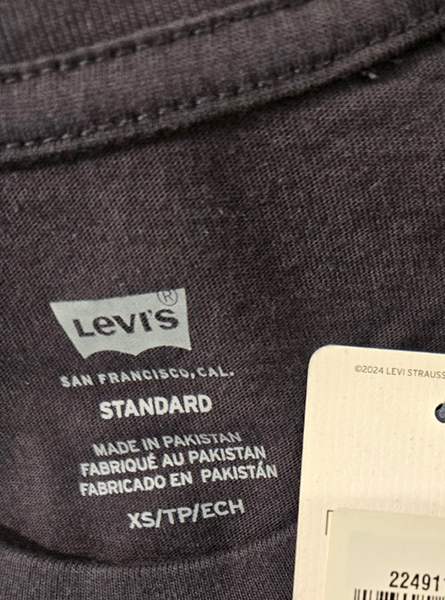 LEVI'S ®
SAN FRANCISCO, CAL.
STANDARD
MADE IN PAKISTAN
FABRIQUÉ AU PAKISTAN
FABRICADO EN PAKISTÁN
XS/TP/ECH
©2024 LEVI STRAUSS
22491